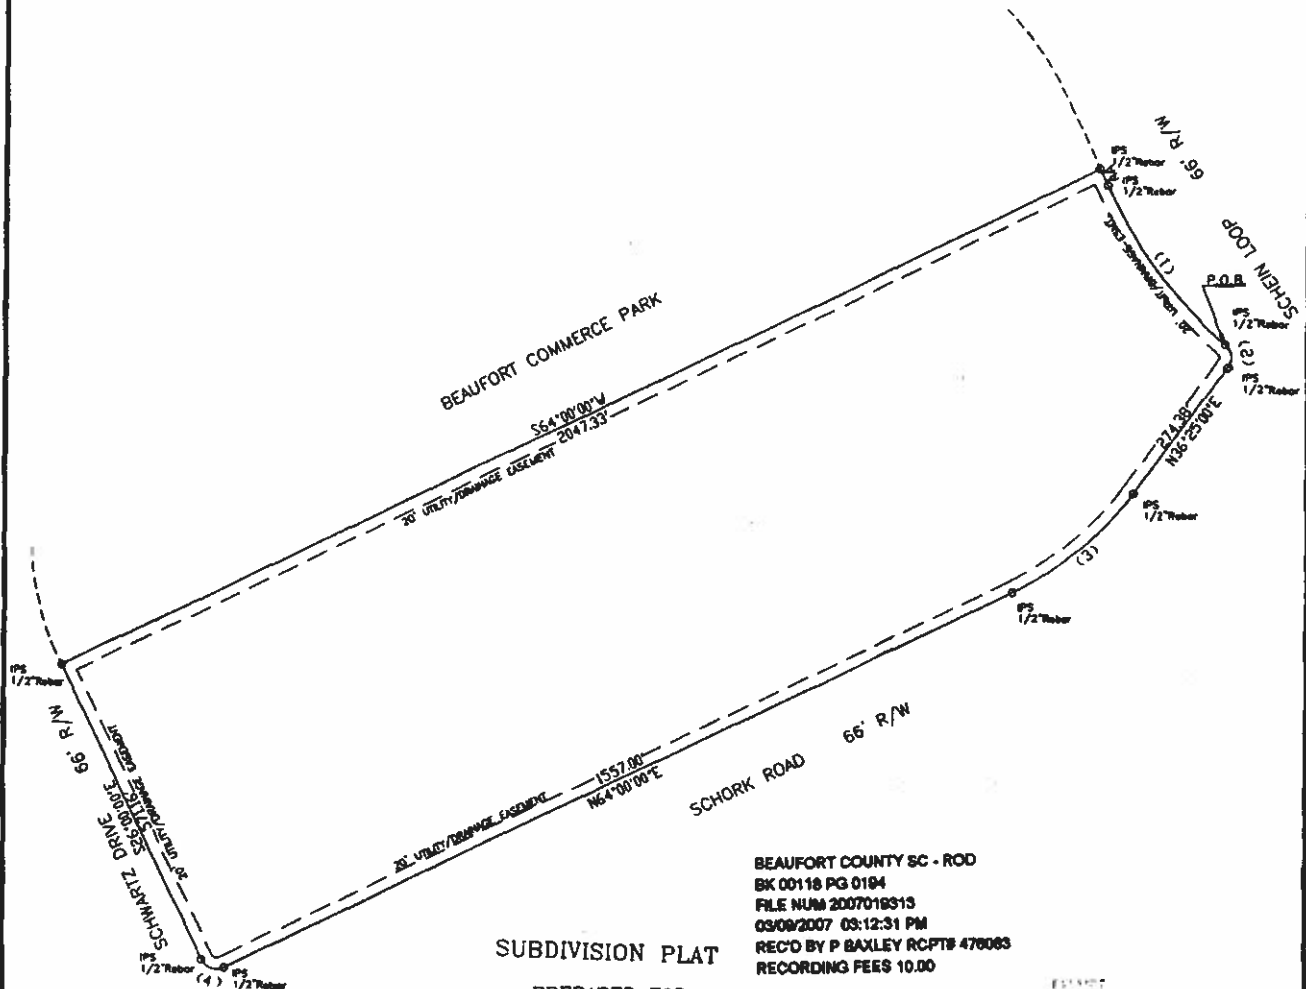 66' R/W
IPS
1/2"Rebar
IPS
1/2"Rebar
SCHEIN LOOP
(1)
P.O.B.
IPS
1/2"Rebar
(2)
IPS
1/2"Rebar
BEAUFORT COMMERCE PARK
S64°00'00"W
2047.33'
20' UTILITY/DRAINAGE EASEMENT
274.38'
N36°25'00"E
IPS
1/2"Rebar
(3)
IPS
1/2"Rebar
IPS
1/2"Rebar
66' R/W
SCHWARTZ DRIVE
S26°00'00"E
20' UTILITY/DRAINAGE EASEMENT
1557.00'
N64°00'00"E
20' UTILITY/DRAINAGE EASEMENT
SCHORK ROAD
66' R/W
IPS
1/2"Rebar
(4)
IPS
1/2"Rebar
SUBDIVISION PLAT
BEAUFORT COUNTY SC - ROD
BK 00118 PG 0194
FILE NUM 2007019313
03/09/2007 03:12:31 PM
REC'D BY P BAXLEY RCPT# 476063
RECORDING FEES 10.00